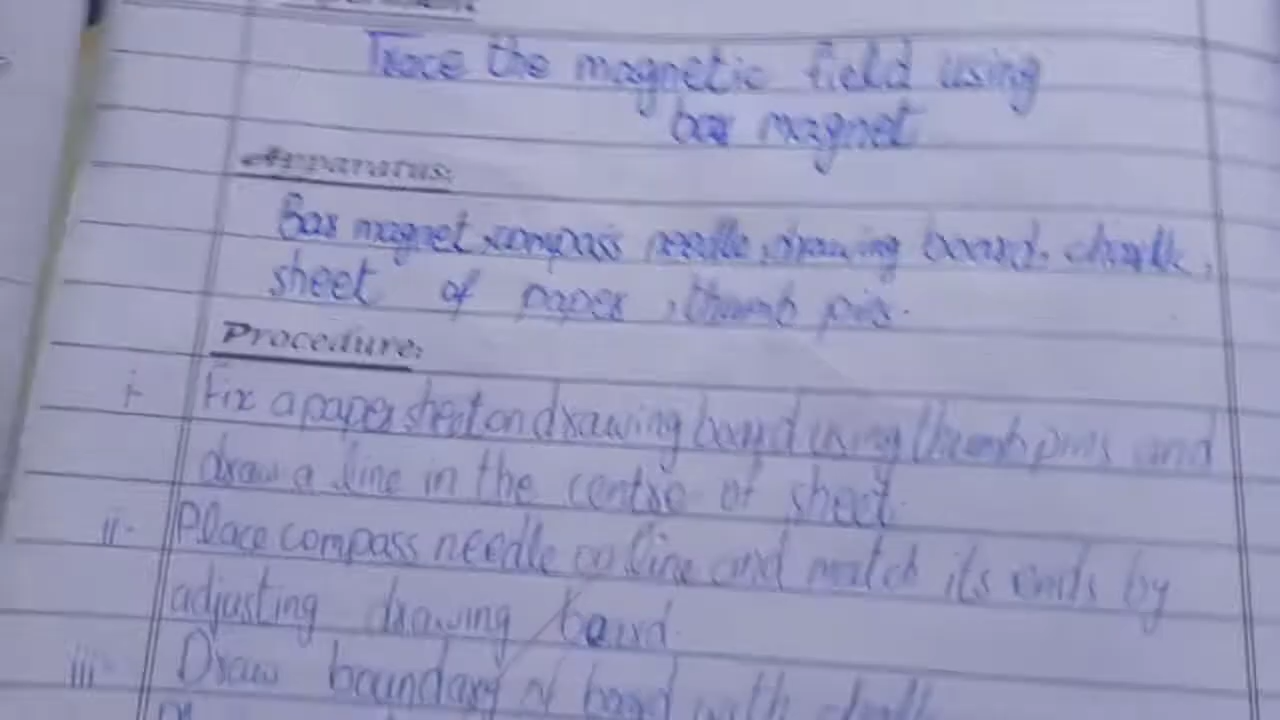 Trace the magnetic field using
bar magnet
Apparatus:
Bar magnet, compass needle, drawing board, chalk,
sheet of paper, thumb pins.
Procedure:
i- Fix a paper sheet on drawing board using thumb pins and
draw a line in the centre of sheet.
ii- Place compass needle on line and match its ends by
adjusting drawing board.
iii- Draw boundary of board with chalk